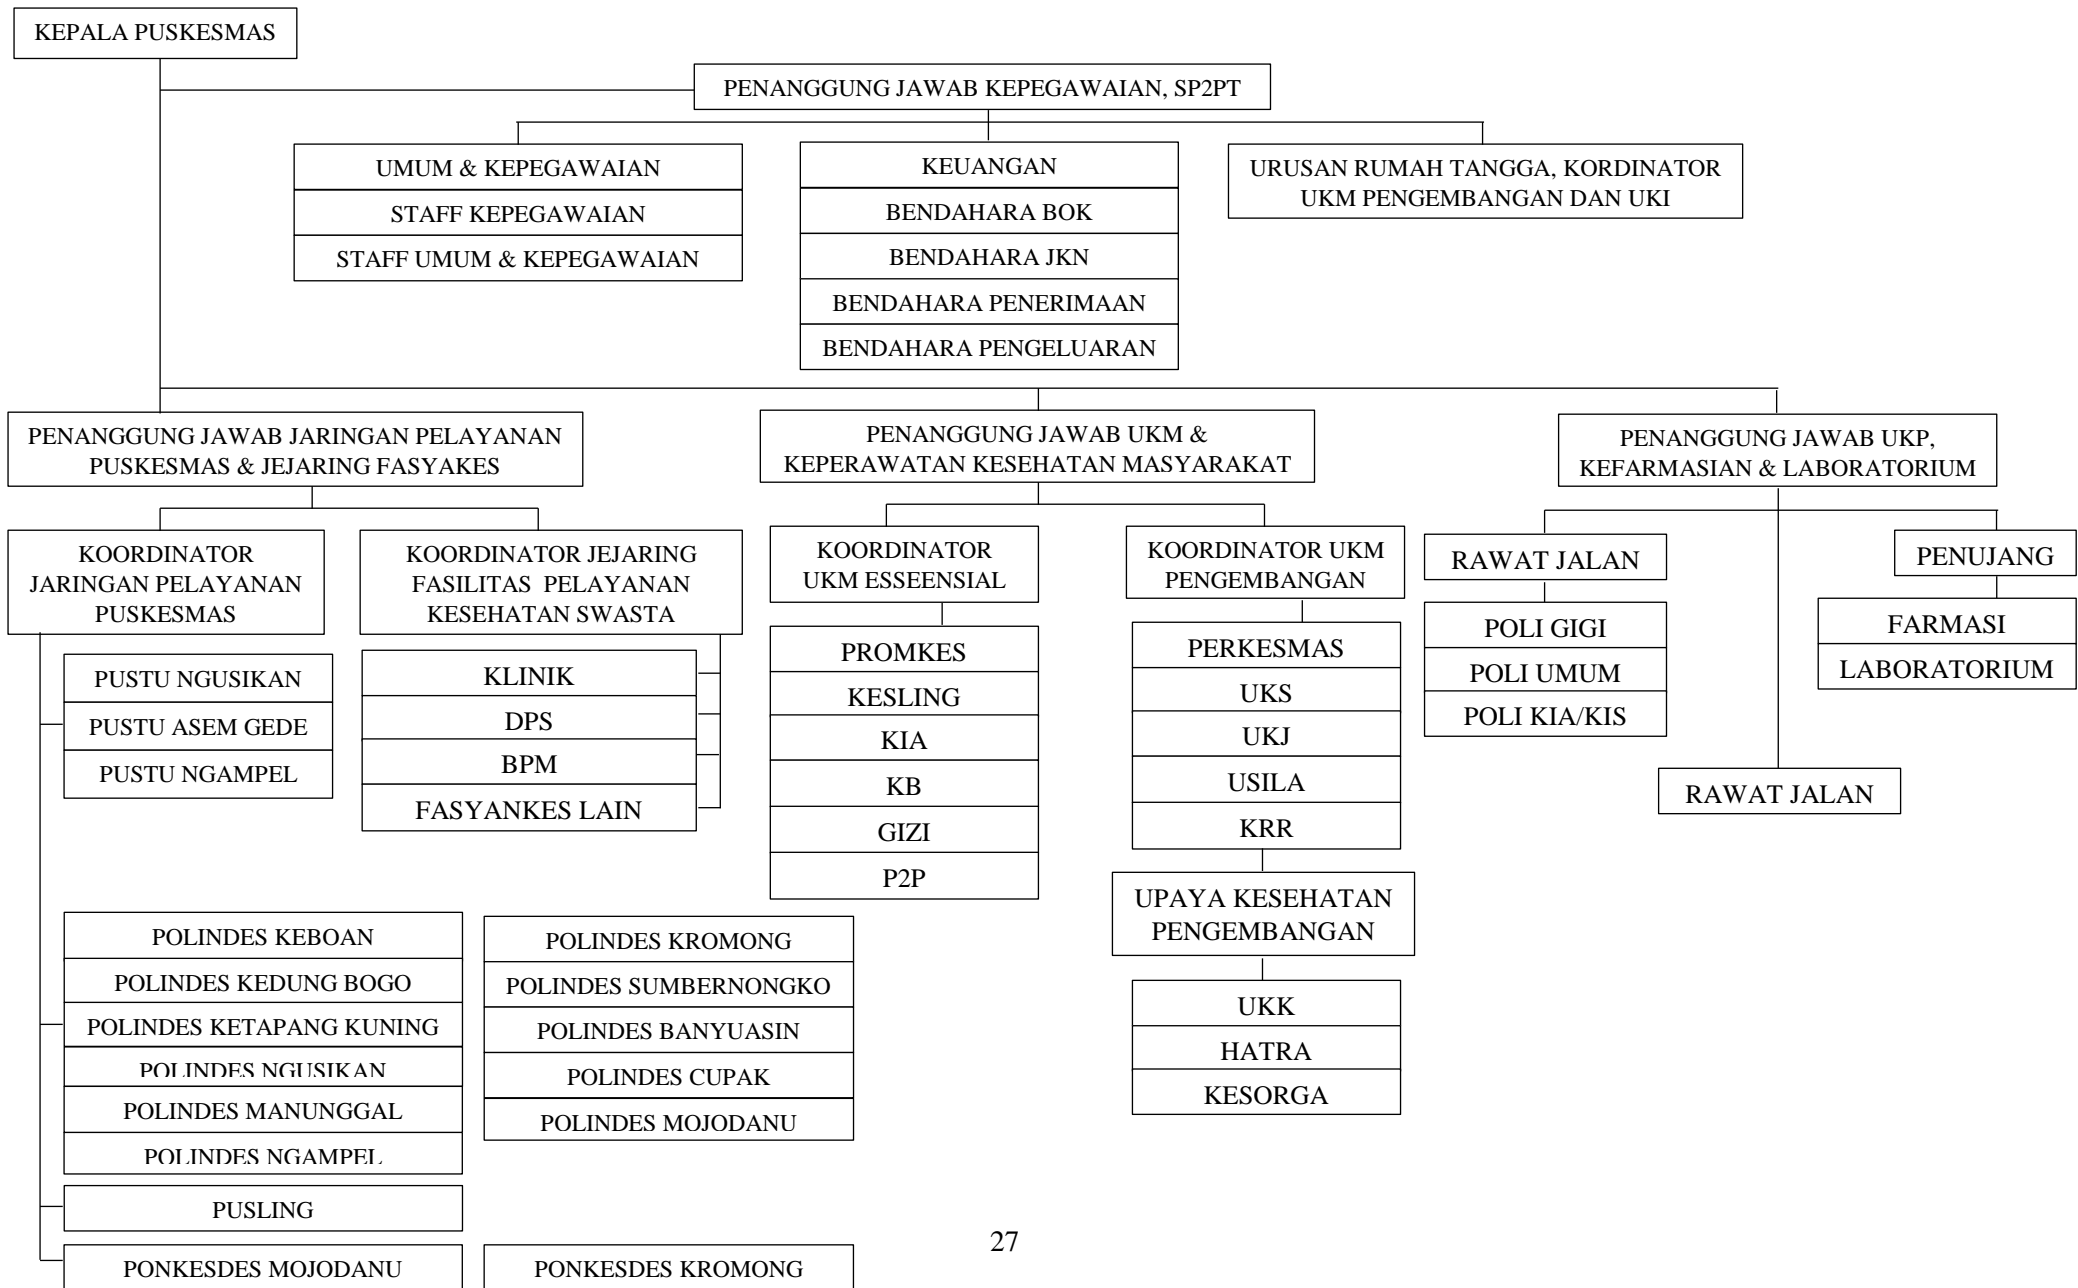 KEPALA PUSKESMAS
PENANGGUNG JAWAB KEPEGAWAIAN, SP2PT
UMUM & KEPEGAWAIAN
STAFF KEPEGAWAIAN
STAFF UMUM & KEPEGAWAIAN
KEUANGAN
BENDAHARA BOK
BENDAHARA JKN
BENDAHARA PENERIMAAN
BENDAHARA PENGELUARAN
URUSAN RUMAH TANGGA, KORDINATOR
UKM PENGEMBANGAN DAN UKI
PENANGGUNG JAWAB JARINGAN PELAYANAN
PUSKESMAS & JEJARING FASYAKES
KOORDINATOR
JARINGAN PELAYANAN
PUSKESMAS
PUSTU NGUSIKAN
PUSTU ASEM GEDE
PUSTU NGAMPEL
KOORDINATOR JEJARING
FASILITAS PELAYANAN
KESEHATAN SWASTA
KLINIK
DPS
BPM
FASYANKES LAIN
POLINDES KEBOAN
POLINDES KEDUNG BOGO
POLINDES KETAPANG KUNING
POLINDES NGUSIKAN
POLINDES MANUNGGAL
POLINDES NGAMPEL
POLINDES KROMONG
POLINDES SUMBERNONGKO
POLINDES BANYUASIN
POLINDES CUPAK
POLINDES MOJODANU
PUSLING
PONKESDES MOJODANU
PONKESDES KROMONG
PENANGGUNG JAWAB UKM &
KEPERAWATAN KESEHATAN MASYARAKAT
KOORDINATOR
UKM ESSEENSIAL
PROMKES
KESLING
KIA
KB
GIZI
P2P
KOORDINATOR UKM
PENGEMBANGAN
PERKESMAS
UKS
UKJ
USILA
KRR
UPAYA KESEHATAN
PENGEMBANGAN
UKK
HATRA
KESORGA
PENANGGUNG JAWAB UKP,
KEFARMASIAN & LABORATORIUM
RAWAT JALAN
POLI GIGI
POLI UMUM
POLI KIA/KIS
RAWAT JALAN
PENUJANG
FARMASI
LABORATORIUM
27